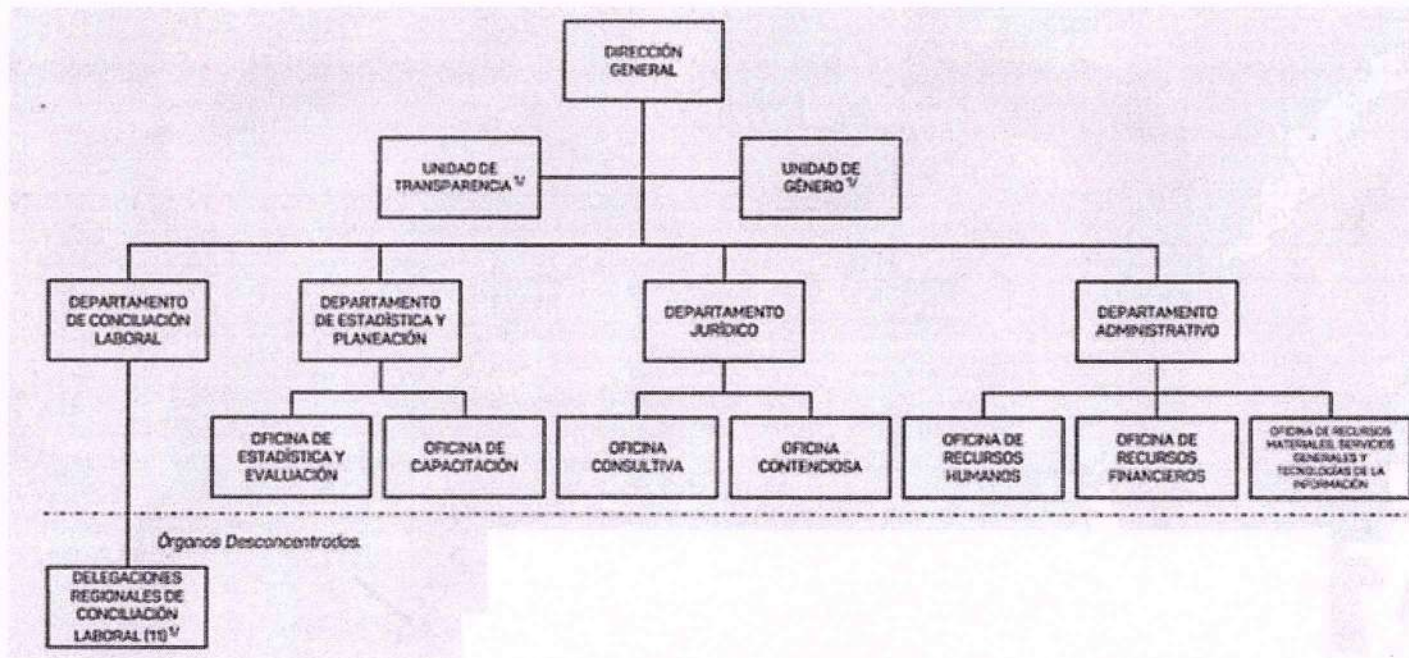 DIRECCIÓN
GENERAL
UNIDAD DE
TRANSPARENCIA 1/
UNIDAD DE
GÉNERO 1/
DEPARTAMENTO
DE CONCILIACIÓN
LABORAL
DEPARTAMENTO
DE ESTADÍSTICA Y
PLANEACIÓN
DEPARTAMENTO
JURÍDICO
DEPARTAMENTO
ADMINISTRATIVO
OFICINA DE
ESTADÍSTICA Y
EVALUACIÓN
OFICINA DE
CAPACITACIÓN
OFICINA
CONSULTIVA
OFICINA
CONTENCIOSA
OFICINA DE
RECURSOS
HUMANOS
OFICINA DE
RECURSOS
FINANCIEROS
OFICINA DE RECURSOS
MATERIALES, SERVICIOS
GENERALES Y
TECNOLOGÍAS DE LA
INFORMACIÓN
Órganos Desconcentrados.
DELEGACIONES
REGIONALES DE
CONCILIACIÓN
LABORAL (11) 1/